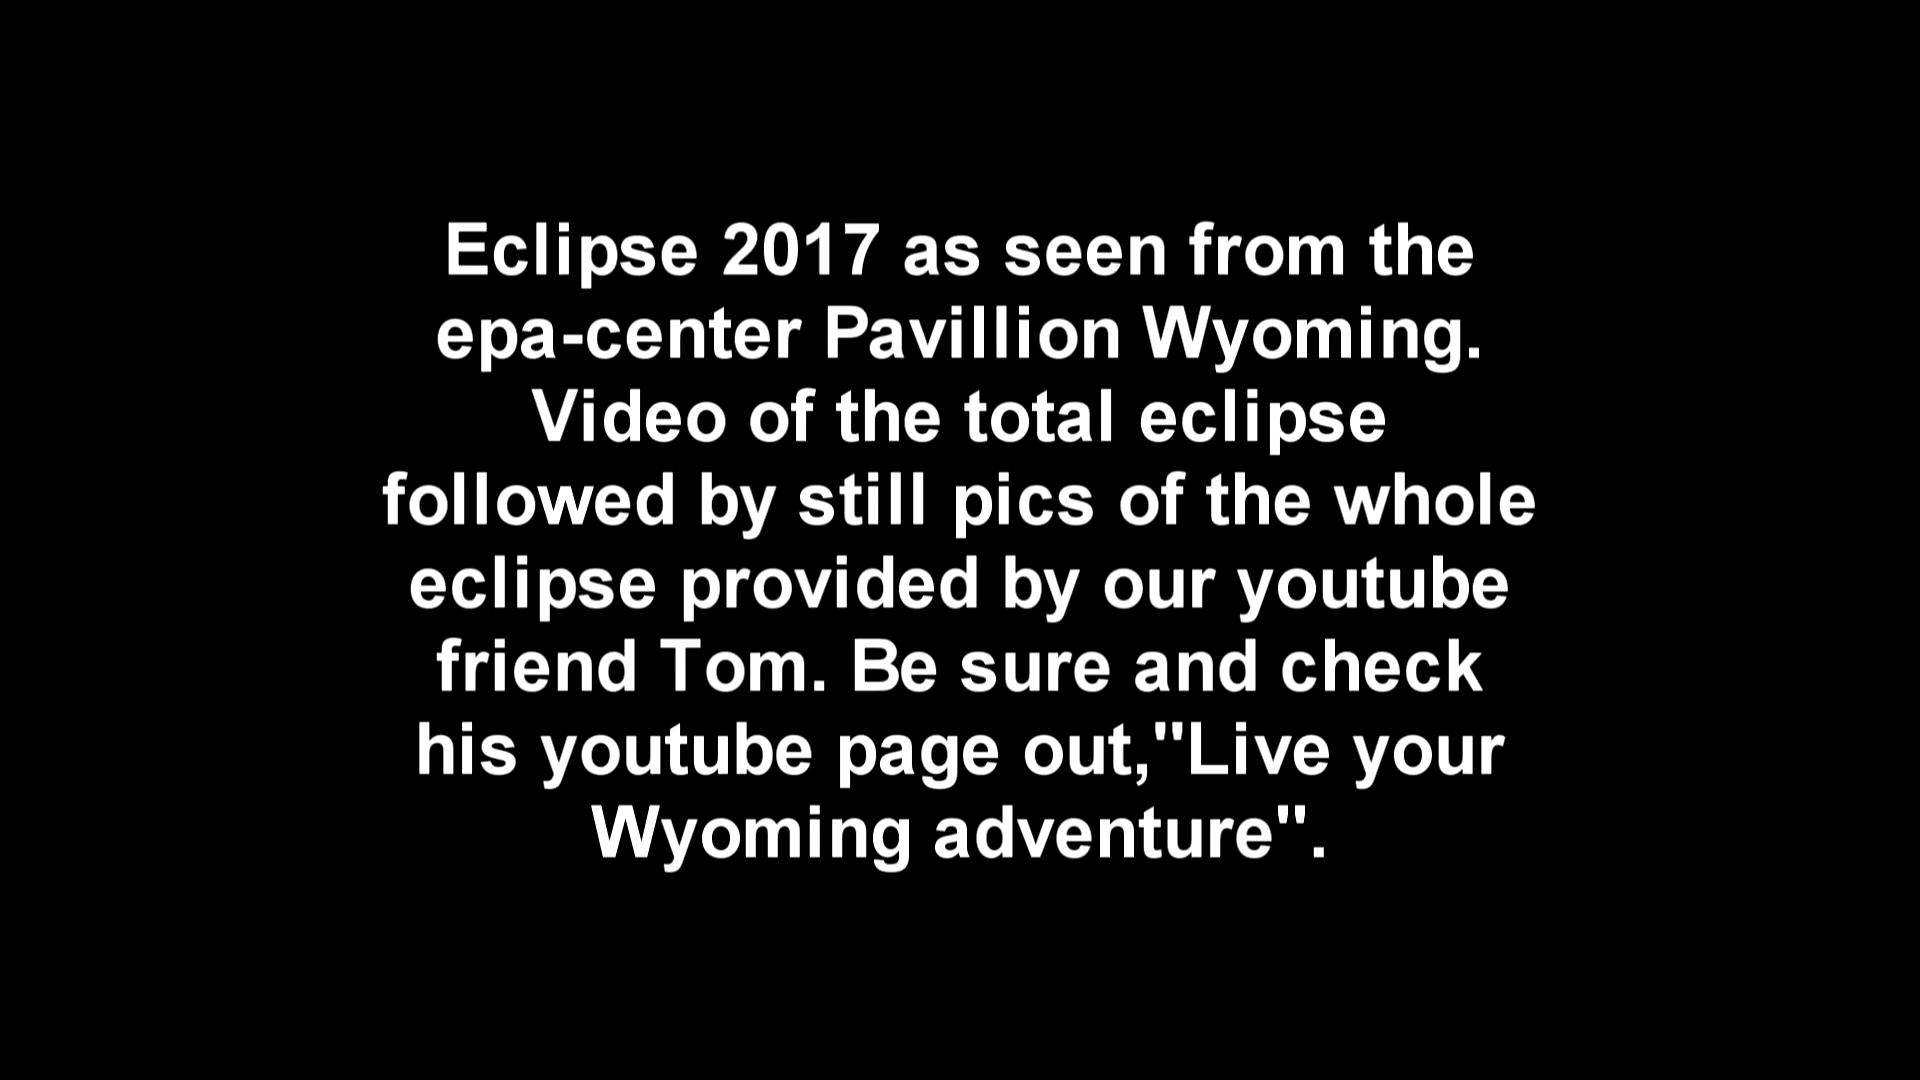 Eclipse 2017 as seen from the
epa-center Pavillion Wyoming.
Video of the total eclipse
followed by still pics of the whole
eclipse provided by our youtube
friend Tom. Be sure and check
his youtube page out,"Live your
Wyoming adventure".